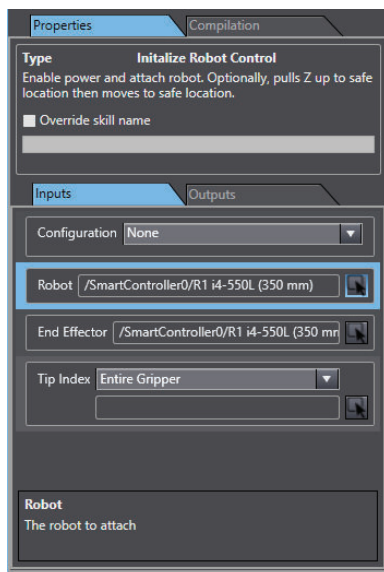 Properties
Compilation
Type Initalize Robot Control
Enable power and attach robot. Optionally, pulls Z up to safe
location then moves to safe location.
Override skill name
Inputs
Outputs
Configuration None
Robot /SmartController0/R1 i4-550L (350 mm)
End Effector /SmartController0/R1 i4-550L (350 mr
Tip Index Entire Gripper
Robot
The robot to attach